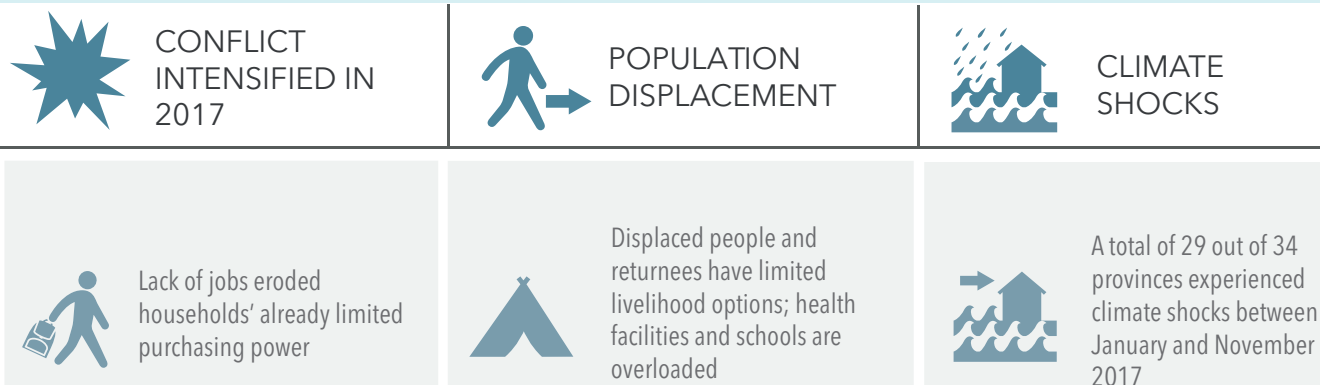 CONFLICT
INTENSIFIED IN
2017
POPULATION
DISPLACEMENT
CLIMATE
SHOCKS
Lack of jobs eroded
households’ already limited
purchasing power
Displaced people and
returnees have limited
livelihood options; health
facilities and schools are
overloaded
A total of 29 out of 34
provinces experienced
climate shocks between
January and November
2017